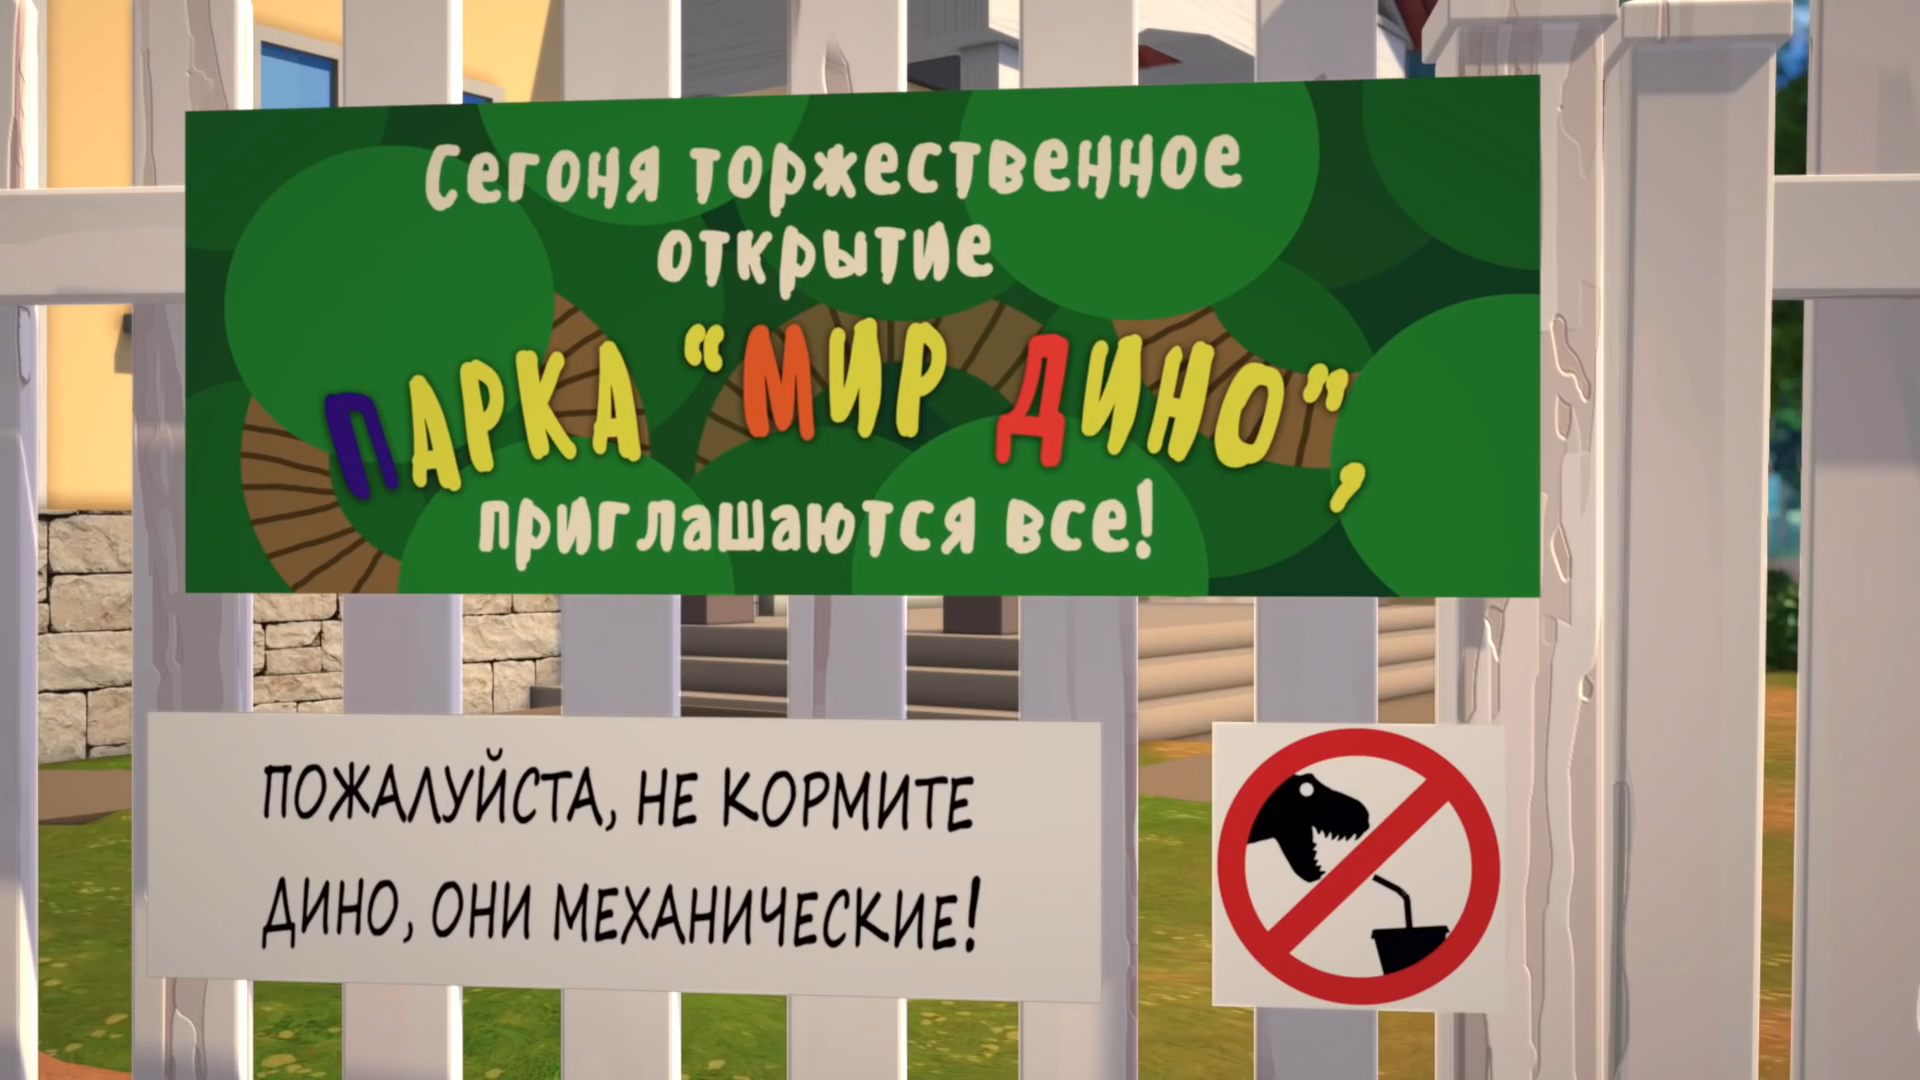 Сегоня торжественное
открытие
ПАРКА “МИР ДИНО”,
приглашаются все!
ПОЖАЛУЙСТА, НЕ КОРМИТЕ
ДИНО, ОНИ МЕХАНИЧЕСКИЕ!